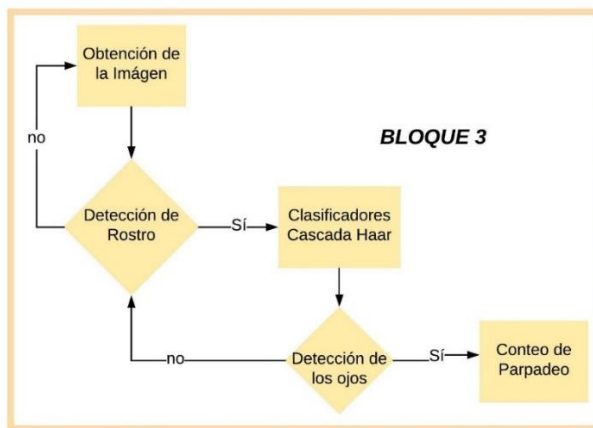 Obtención de
la Imágen
no
BLOQUE 3
Detección de
Rostro
Sí
Clasificadores
Cascada Haar
no
Detección de
los ojos
Sí
Conteo de
Parpadeo